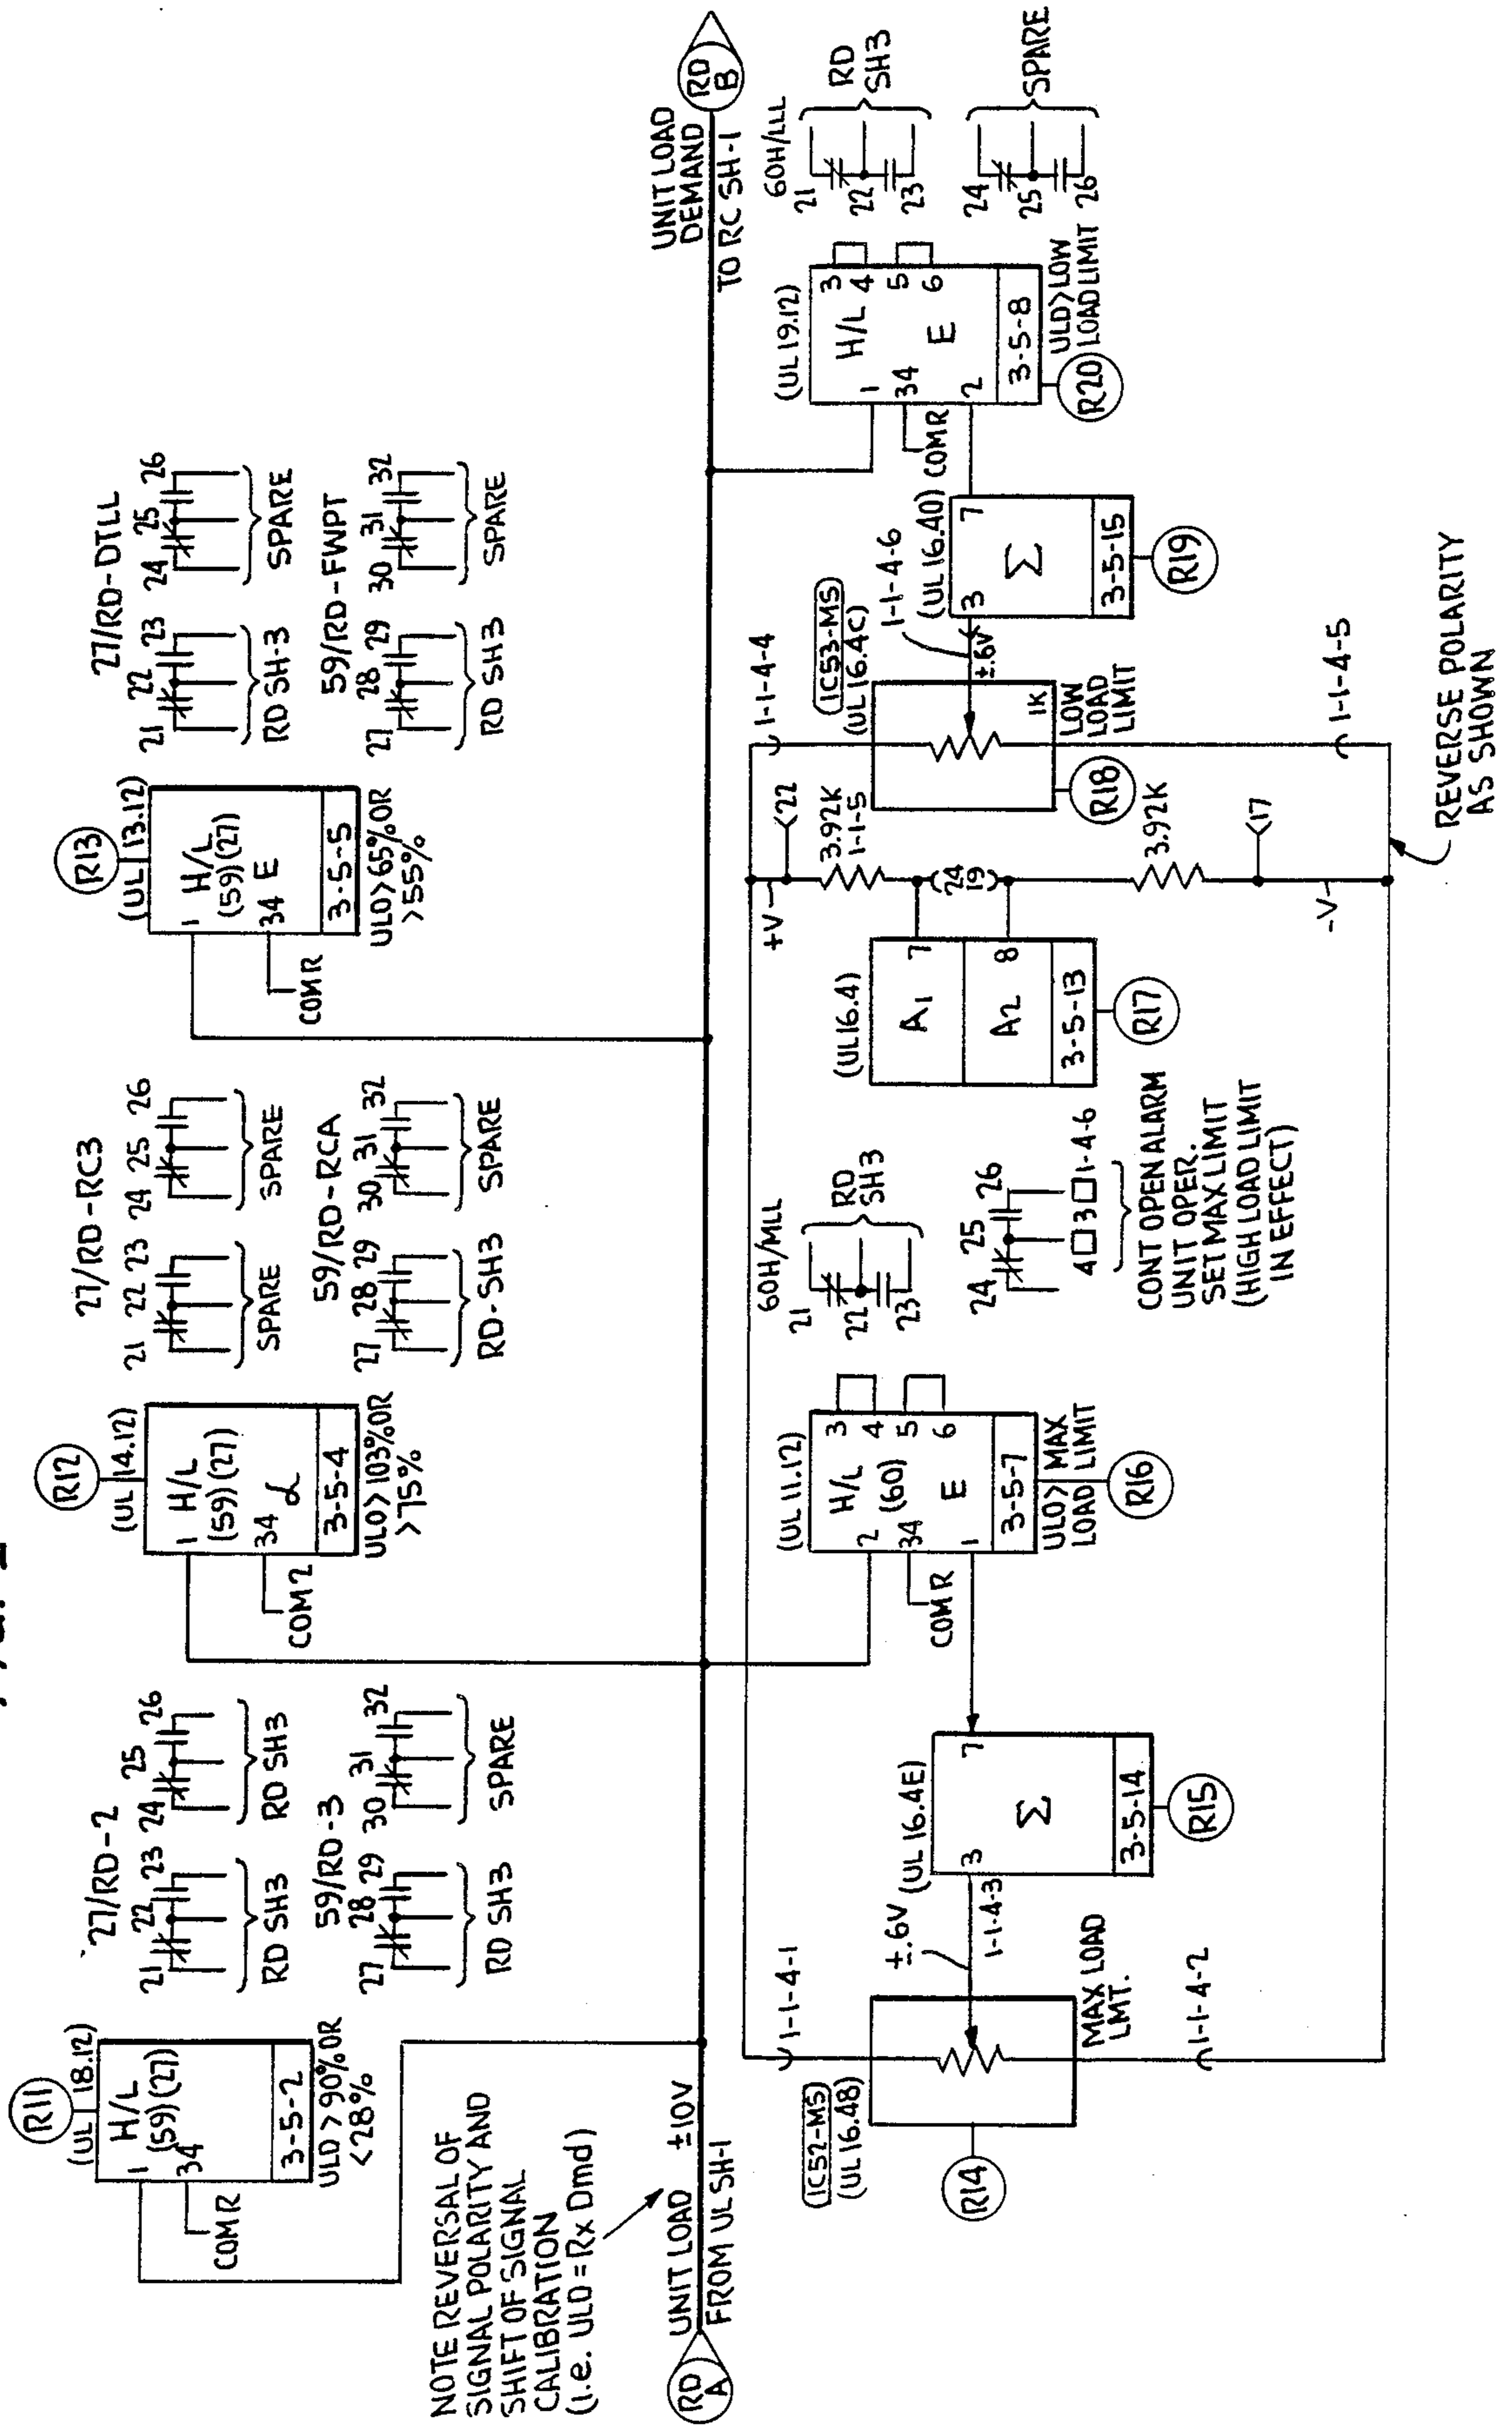 R11
(UL 18.12)
1 H/L
(59)(27)
34
3-5-2
COMR
ULD > 90% OR
< 28%
27/RD-2
21 22 23
24 25 26
RD SH3
RD SH3
59/RD-3
27 28 29
30 31 32
RD SH3
SPARE
R12
(UL 14.12)
1 H/L
(59)(27)
34
3-5-4
COM2
ULD > 103% OR
> 75%
27/RD-RC3
21 22 23
24 25 26
SPARE
SPARE
59/RD-RCA
27 28 29
30 31 32
RD-SH3
SPARE
R13
(UL 13.12)
1 H/L
(59)(27)
34 E
3-5-5
COMR
ULD > 65% OR
> 55%
27/RD-DTLL
21 22 23
24 25 26
RD SH-3
SPARE
59/RD-FWPT
27 28 29
30 31 32
RD SH3
SPARE
NOTE REVERSAL OF
SIGNAL POLARITY AND
SHIFT OF SIGNAL
CALIBRATION
(i.e. ULD = Rx Dmd)
RD
A
UNIT LOAD ±10V
FROM UL SH-1
UNIT LOAD
DEMAND
TO RC SH-1
RD
B
1-1-4-1
IC52-MS
(UL 16.48)
R14
MAX LOAD
LMT.
1-1-4-2
±.6V
1-1-4-3
(UL 16.4E)
3
7
Σ
3-5-14
R15
(UL 11.12)
2 H/L 3
(60) 4
34 5
1 E 6
3-5-7
COMR
ULD > MAX
LOAD LIMIT
R16
60H/MLL
21
22
23
RD
SH3
24 25 26
4 3 1-4-6
CONT OPEN ALARM
UNIT OPER.
SET MAX LIMIT
(HIGH LOAD LIMIT
IN EFFECT)
(UL16.4)
A1 7
A2 8
3-5-13
R17
+V
22
3.92K
1-1-5
24
19
3.92K
17
-V
1-1-4-4
IC53-MS
(UL 16.4C)
1K
LOW
LOAD
LIMIT
R18
1-1-4-5
REVERSE POLARITY
AS SHOWN
1-1-4-6
±.6V
(UL 16.40)
3
7
Σ
3-5-15
R19
(UL 19.12)
1 H/L 3
4
34 5
2 E 6
3-5-8
COMR
ULD > LOW
LOAD LIMIT
R20
60H/LLL
21
22
23
RD
SH3
24
25
26
SPARE